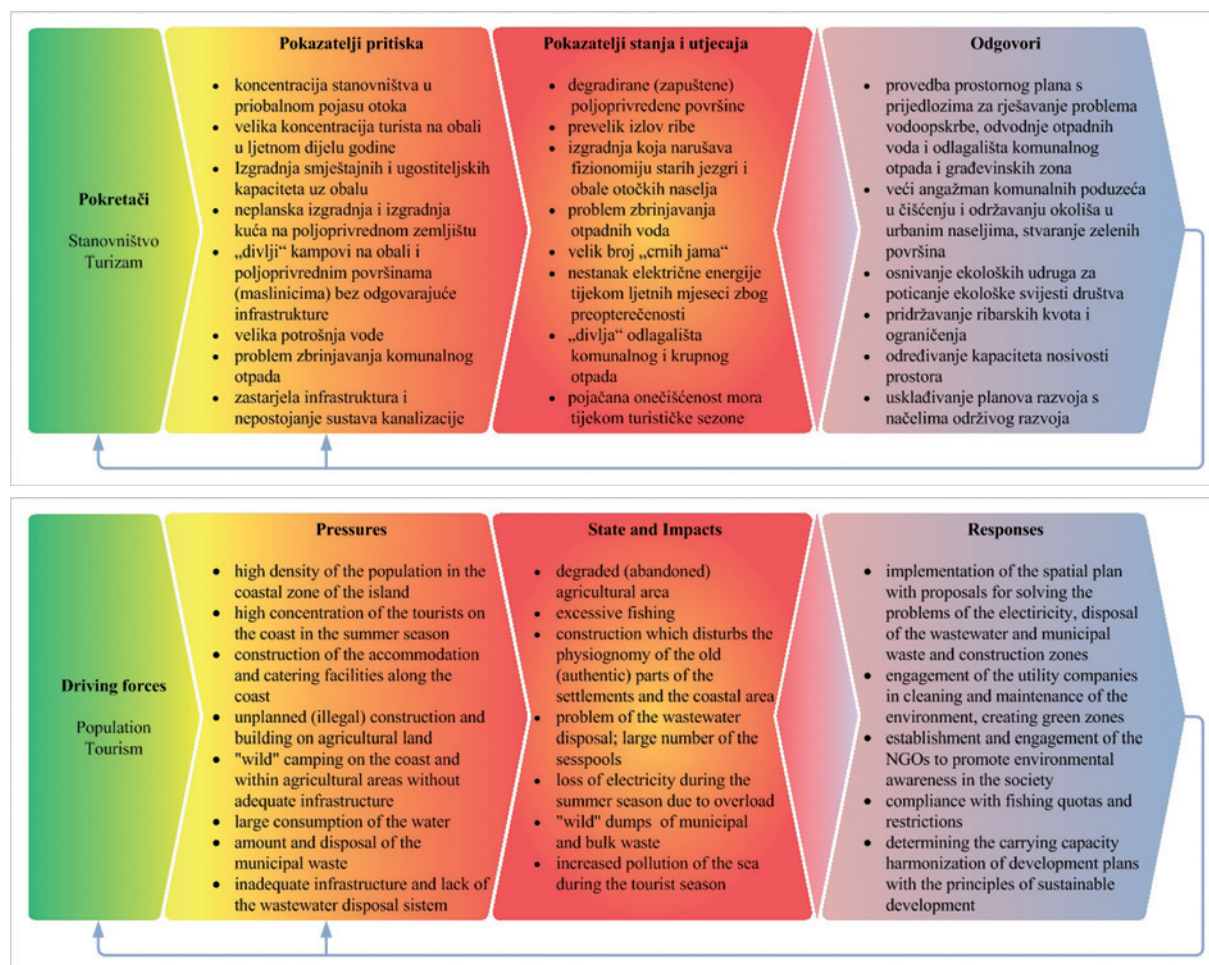 Pokretači
Stanovništvo
Turizam
Pokazatelji pritiska
• koncentracija stanovništva u
priobalnom pojasu otoka
• velika koncentracija turista na obali
u ljetnom dijelu godine
• Izgradnja smještajnih i ugostiteljskih
kapaciteta uz obalu
• neplanska izgradnja i izgradnja
kuća na poljoprivrednom zemljištu
• „divlji“ kampovi na obali i
poljoprivrednim površinama
(maslinicima) bez odgovarajuće
infrastrukture
• velika potrošnja vode
• problem zbrinjavanja komunalnog
otpada
• zastarjela infrastruktura i
nepostojanje sustava kanalizacije
Pokazatelji stanja i utjecaja
• degradirane (zapuštene)
poljoprivredene površine
• prevelik izlov ribe
• izgradnja koja narušava
fizionomiju starih jezgri i
obale otočkih naselja
• problem zbrinjavanja
otpadnih voda
• velik broj „crnih jama“
• nestanak električne energije
tijekom ljetnih mjeseci zbog
preopterečenosti
• „divlja“ odlagališta
komunalnog i krupnog
otpada
• pojačana onečišćenost mora
tijekom turističke sezone
Odgovori
• provedba prostornog plana s
prijedlozima za rješavanje problema
vodoopskrbe, odvodnje otpadnih
voda i odlagališta komunalnog
otpada i građevinskih zona
• veći angažman komunalnih poduzeća
u čišćenju i održavanju okoliša u
urbanim naseljima, stvaranje zelenih
površina
• osnivanje ekoloških udruga za
poticanje ekološke svijesti društva
• pridržavanje ribarskih kvota i
ograničenja
• određivanje kapaciteta nosivosti
prostora
• usklađivanje planova razvoja s
načelima održivog razvoja
Driving forces
Population
Tourism
Pressures
• high density of the population in the
coastal zone of the island
• high concentration of the tourists on
the coast in the summer season
• construction of the accommodation
and catering facilities along the
coast
• unplanned (illegal) construction and
building on agricultural land
• "wild" camping on the coast and
within agricultural areas without
adequate infrastructure
• large consumption of the water
• amount and disposal of the
municipal waste
• inadequate infrastructure and lack of
the wastewater disposal sistem
State and Impacts
• degraded (abandoned)
agricultural area
• excessive fishing
• construction which disturbs the
physiognomy of the old
(authentic) parts of the
settlements and the coastal area
• problem of the wastewater
disposal; large number of the
sesspools
• loss of electricity during the
summer season due to overload
• "wild" dumps of municipal
and bulk waste
• increased pollution of the sea
during the tourist season
Responses
• implementation of the spatial plan
with proposals for solving the
problems of the electiricity, disposal
of the wastewater and municipal
waste and construction zones
• engagement of the utility companies
in cleaning and maintenance of the
environment, creating green zones
• establishment and engagement of the
NGOs to promote environmental
awareness in the society
• compliance with fishing quotas and
restrictions
• determining the carrying capacity
harmonization of development plans
with the principles of sustainable
development